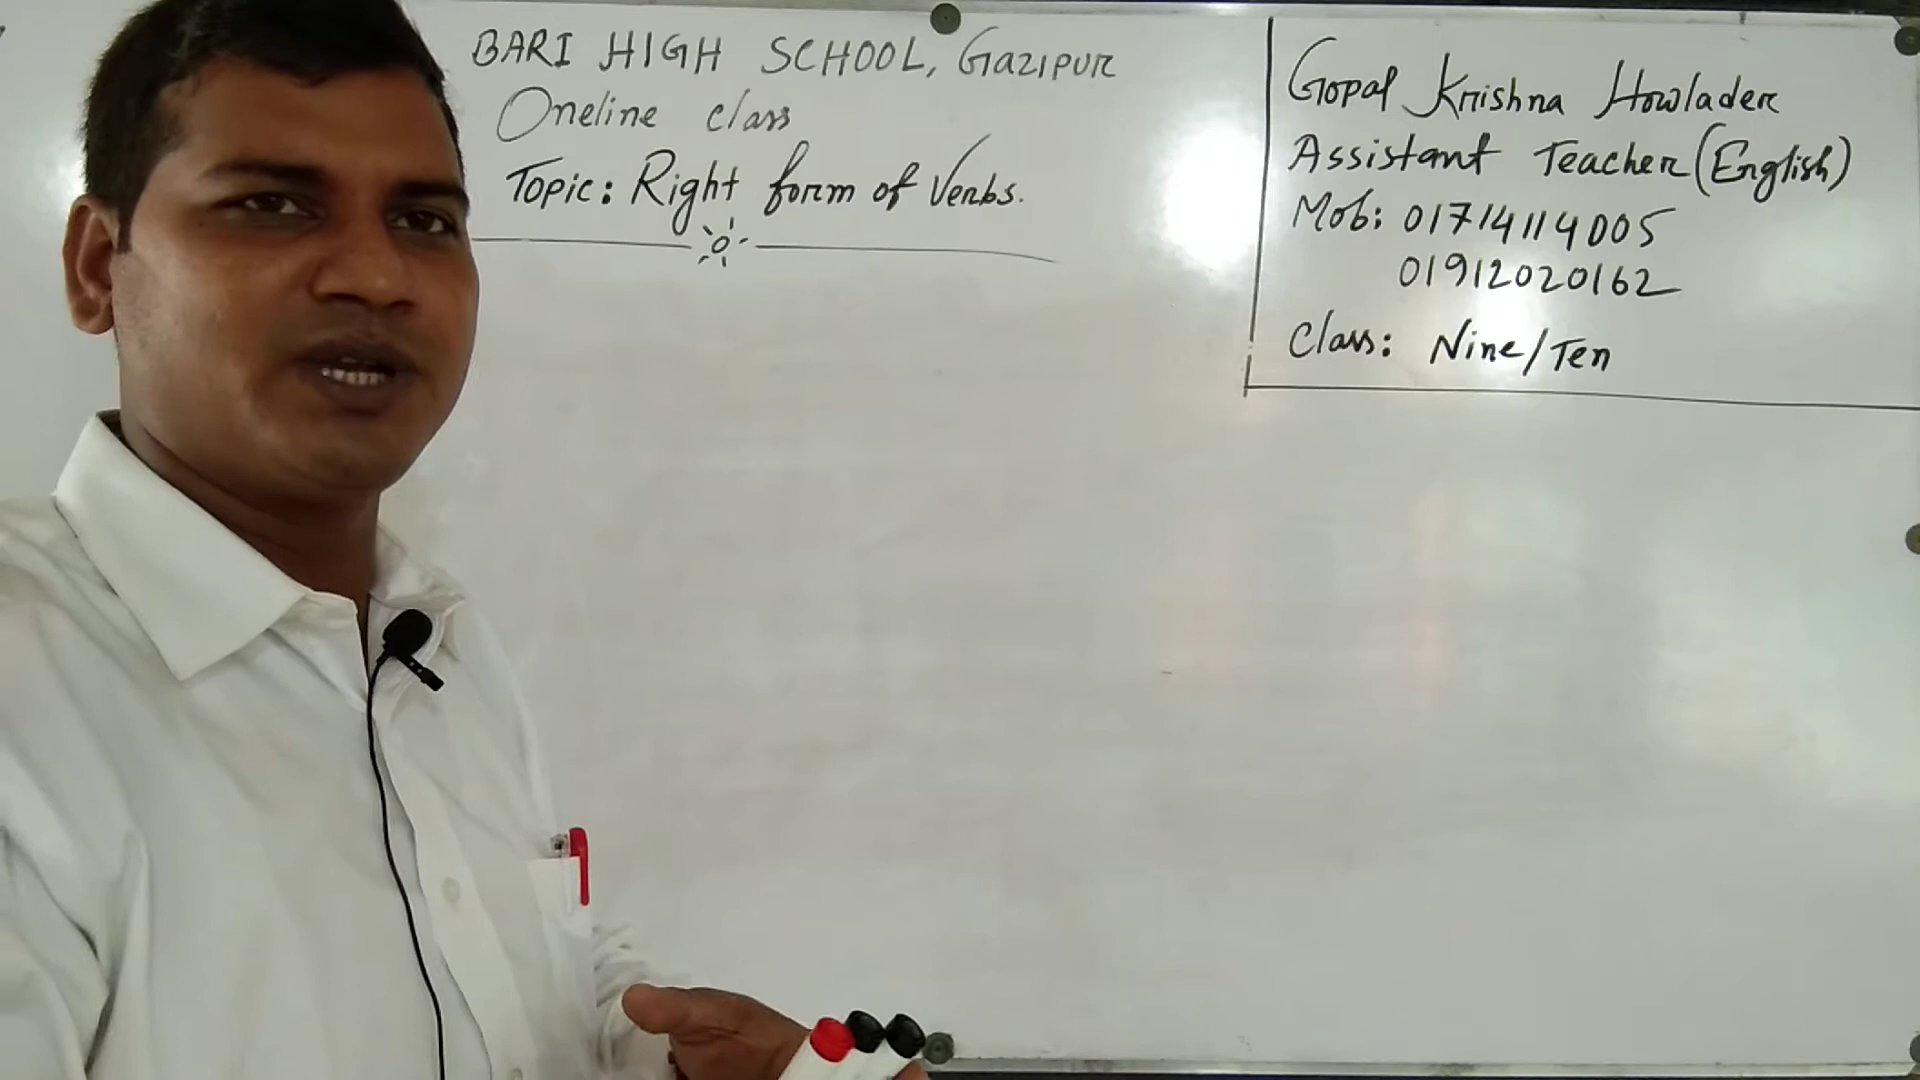 BARI HIGH SCHOOL, GAZIPUR
Oneline class
Topic: Right form of Verbs.
Gopal Krishna Howlader
Assistant Teacher (English)
Mob: 01714114005
01912020162
Class: Nine/Ten